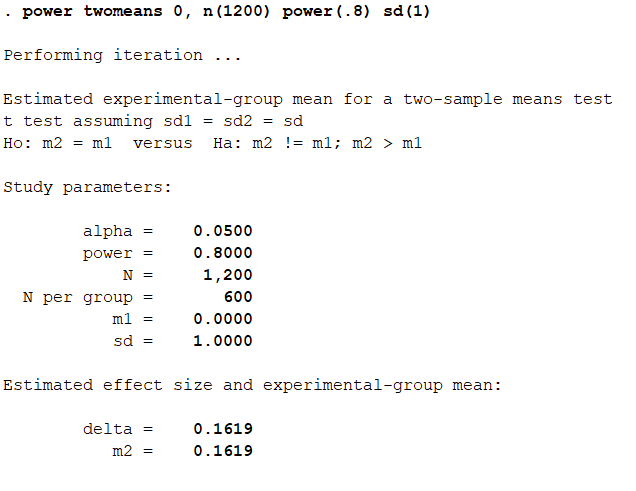 . power twomeans 0, n(1200) power(.8) sd(1)
Performing iteration ...
Estimated experimental-group mean for a two-sample means test
t test assuming sd1 = sd2 = sd
Ho: m2 = m1  versus  Ha: m2 != m1; m2 > m1
Study parameters:
alpha = 0.0500
power = 0.8000
N = 1,200
N per group = 600
m1 = 0.0000
sd = 1.0000
Estimated effect size and experimental-group mean:
delta = 0.1619
m2 = 0.1619